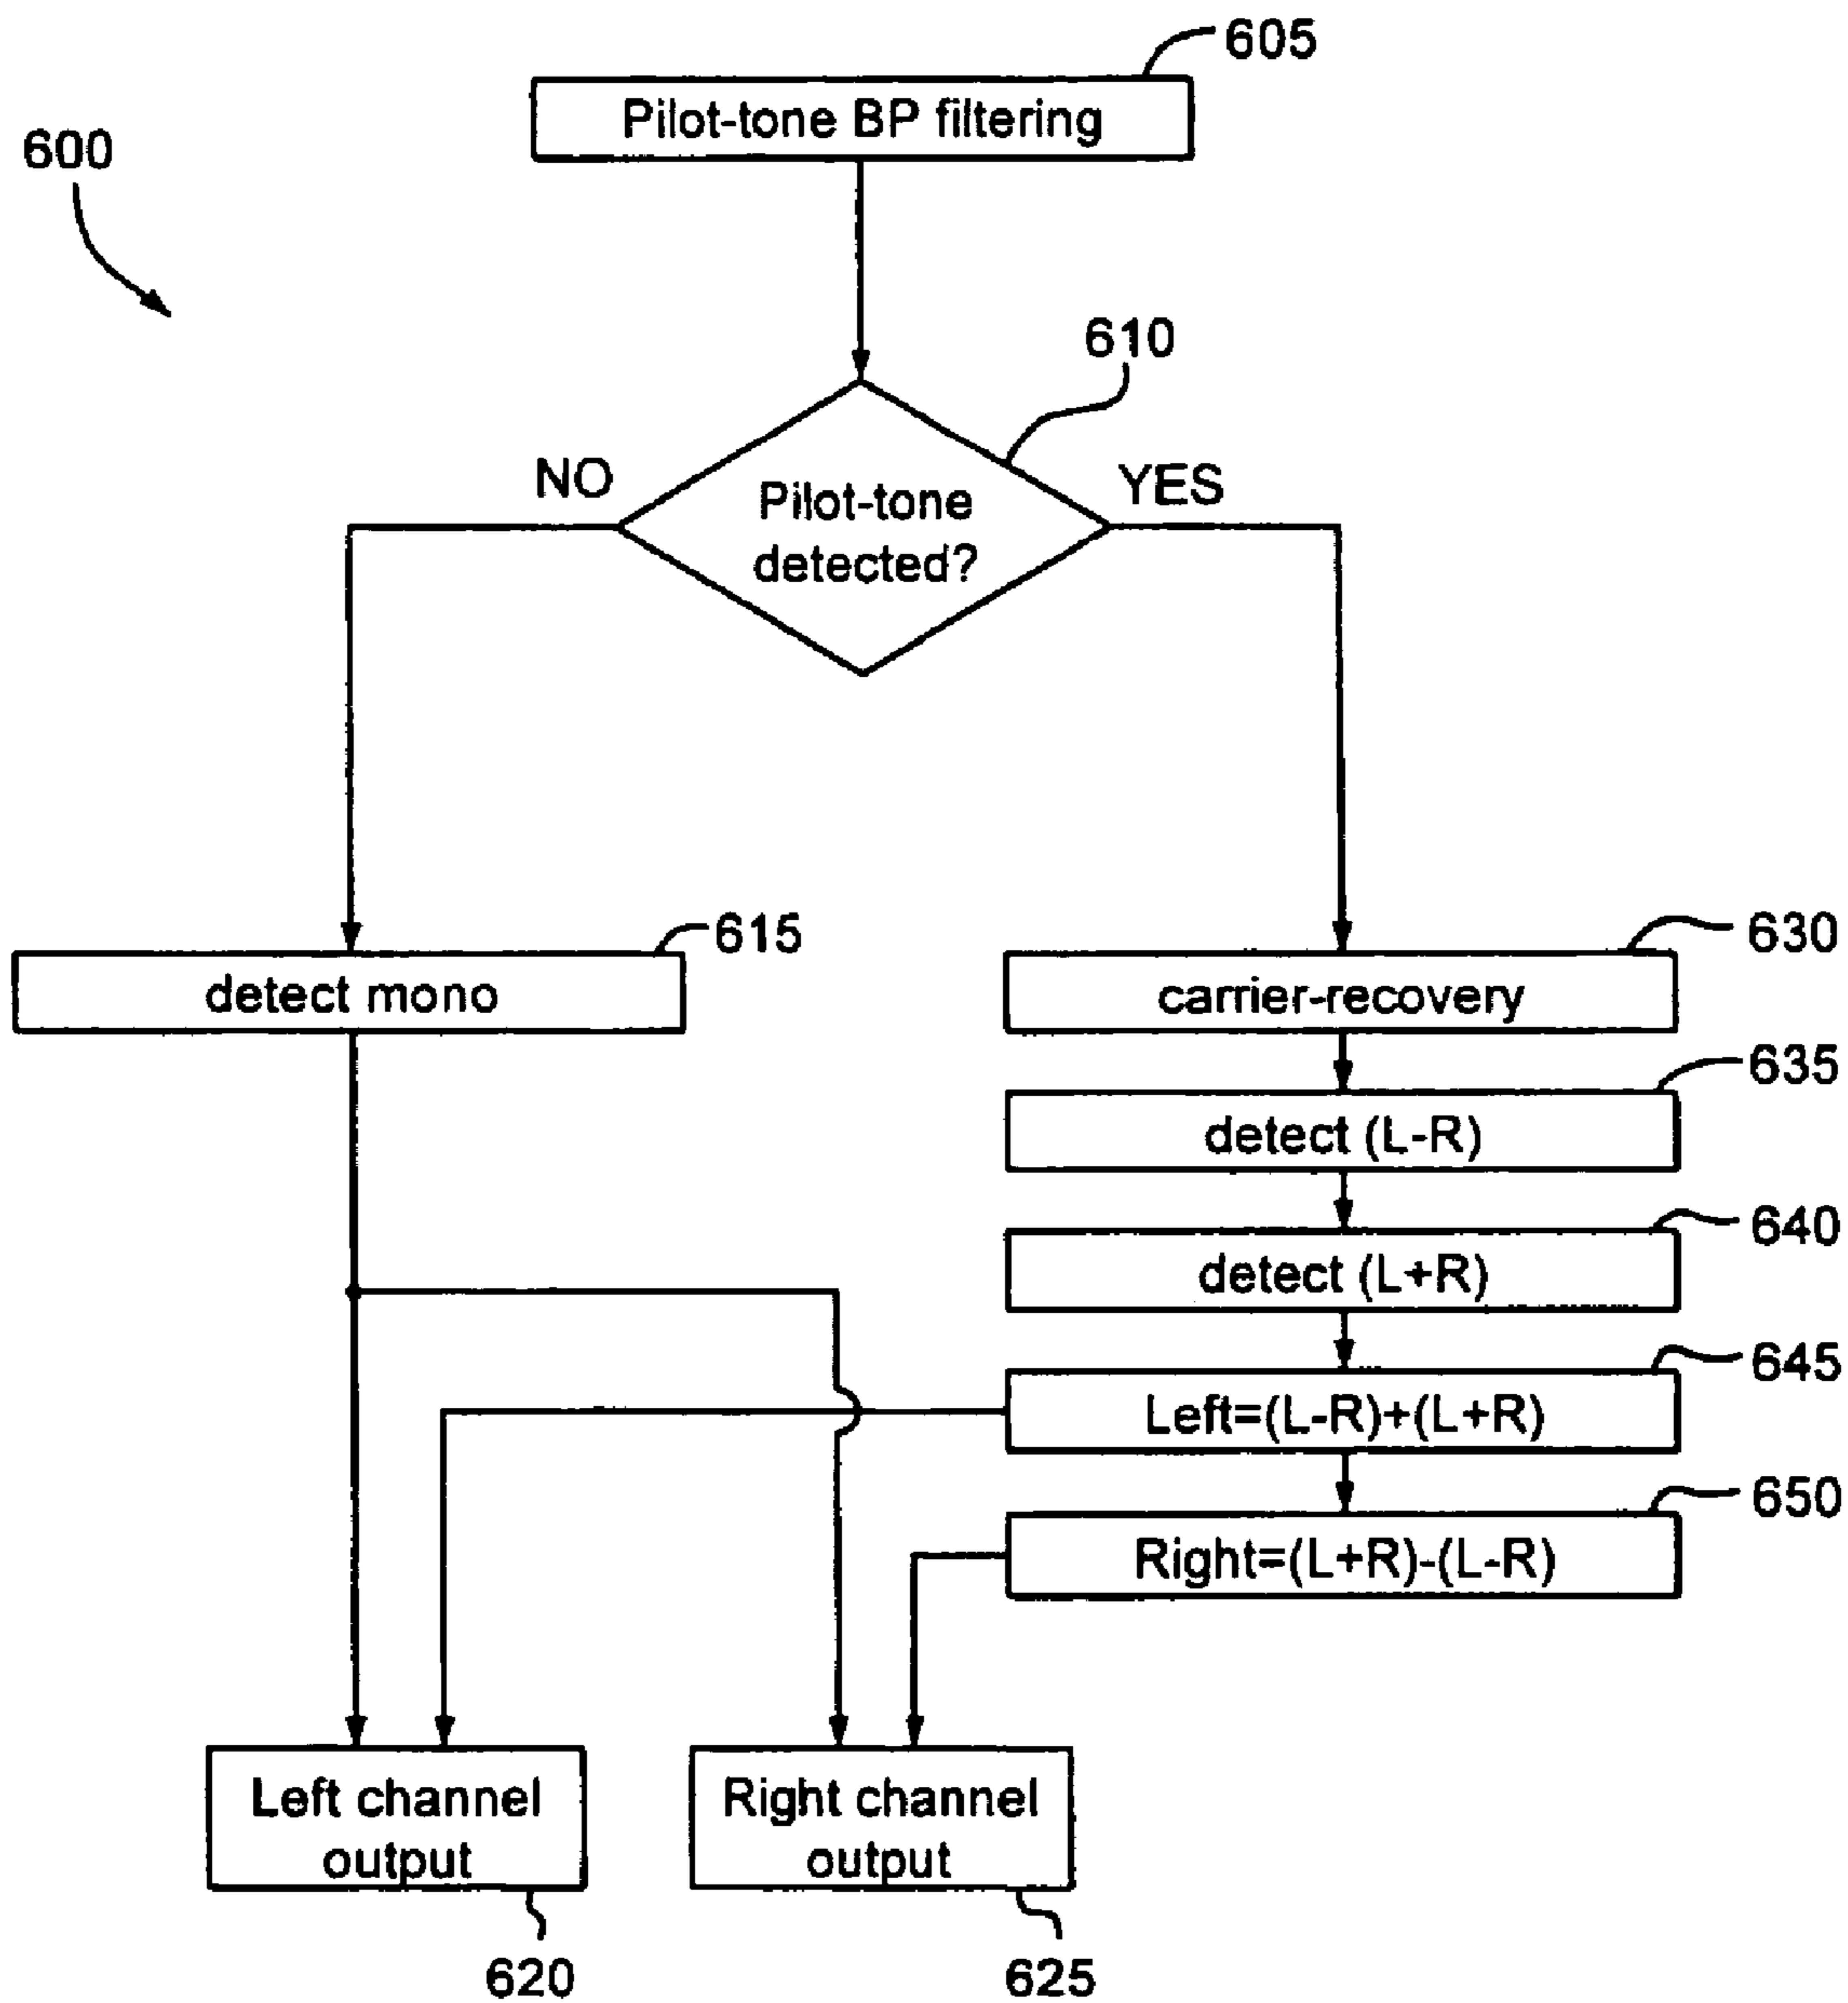 605
Pilot-tone BP filtering
600
610
NO
YES
Pilot-tone
detected?
615
630
detect mono
carrier-recovery
635
detect (L-R)
640
detect (L+R)
645
Left=(L-R)+(L+R)
650
Right=(L+R)-(L-R)
Left channel
output
Right channel
output
620
625